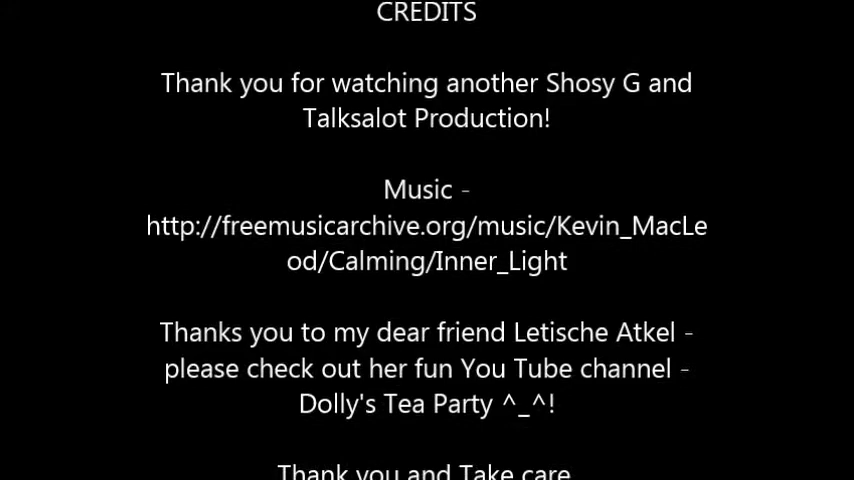 CREDITS
Thank you for watching another Shosy G and
Talksalot Production!
Music -
http://freemusicarchive.org/music/Kevin_MacLe
od/Calming/Inner_Light
Thanks you to my dear friend Letische Atkel -
please check out her fun You Tube channel -
Dolly's Tea Party ^_^!
Thank you and Take care